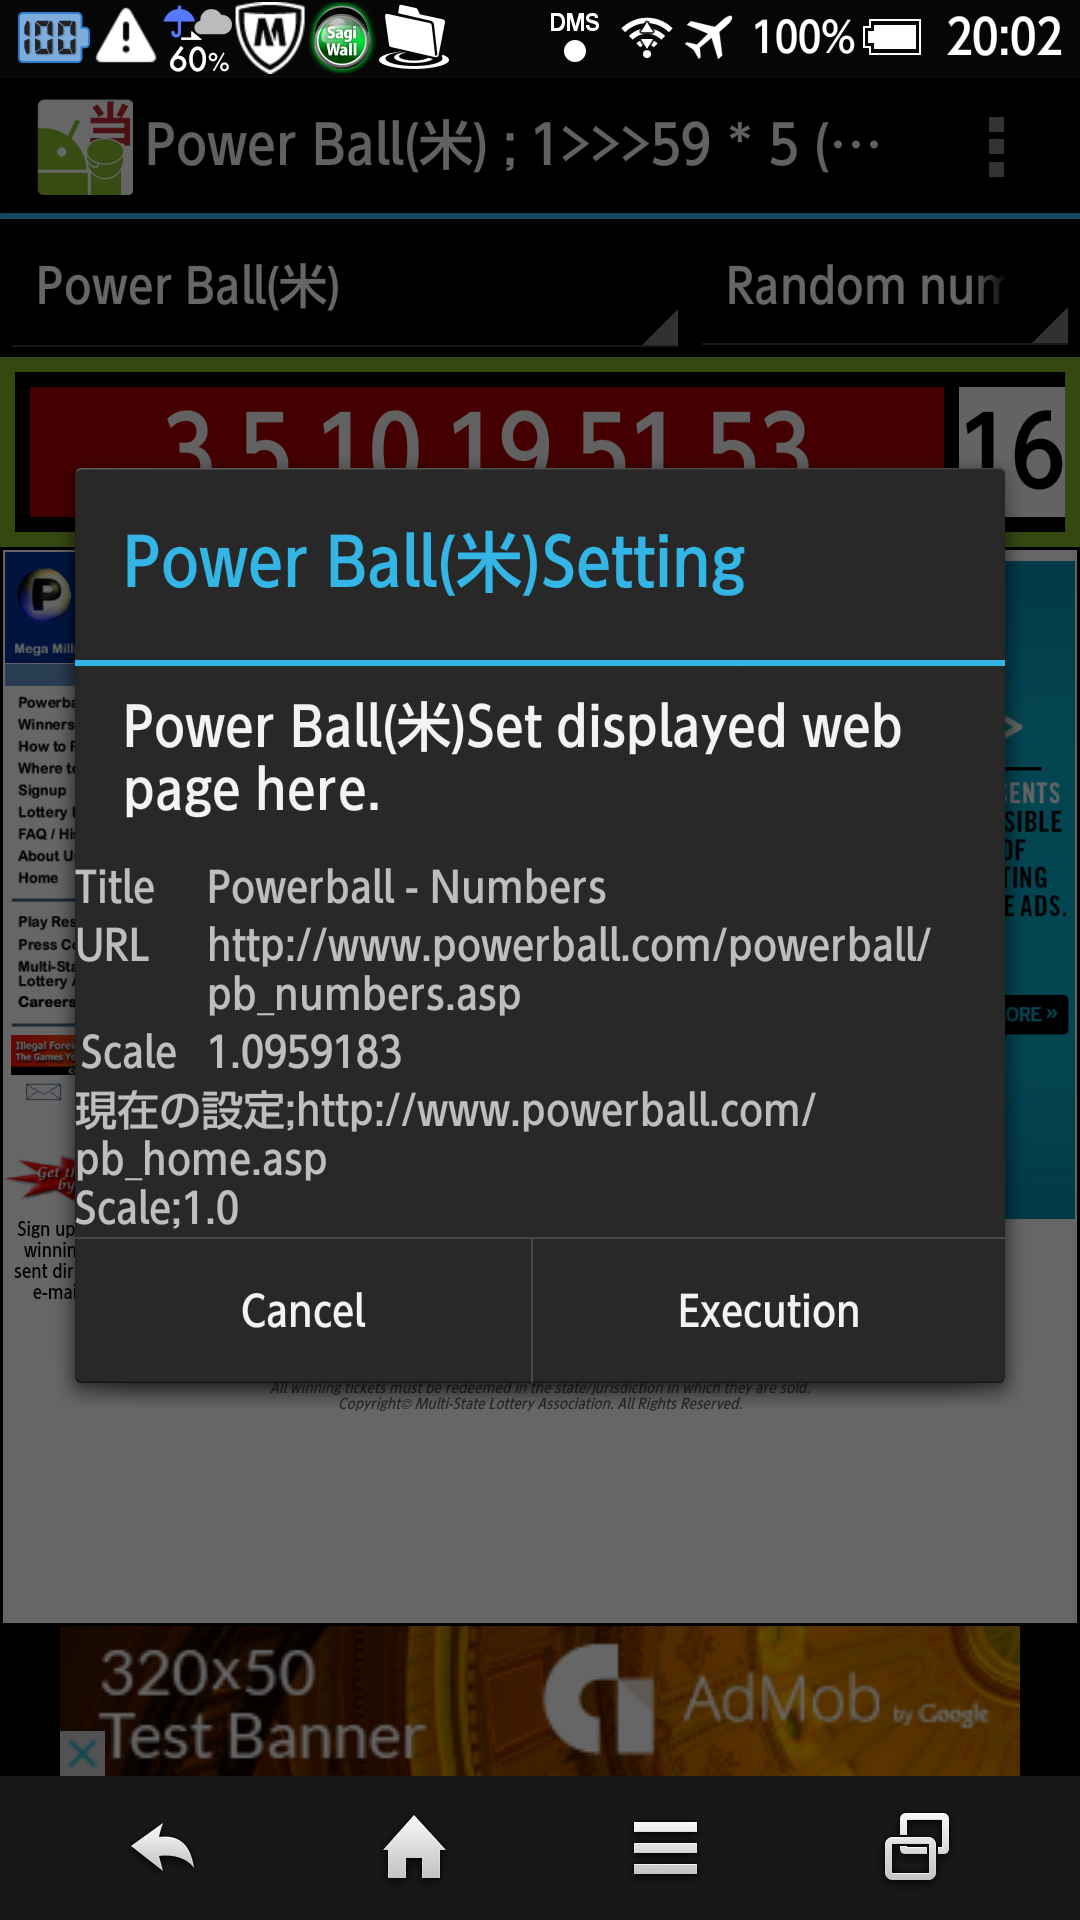 100
60%
M
Sagi
Wall
DMS
100%
20:02
当
Power Ball(米) ; 1>>>59 * 5 (…
Power Ball(米)
Random num
3 5 10 19 51 53
16
Power Ball(米)Setting
Power Ball(米)Set displayed web
page here.
Title Powerball - Numbers
URL http://www.powerball.com/powerball/
pb_numbers.asp
Scale 1.0959183
現在の設定;http://www.powerball.com/
pb_home.asp
Scale;1.0
Cancel
Execution
P
Mega Mill
Powerba
Winners
How to P
Where to
Signup
Lottery
FAQ / His
About U
Home
Play Res
Press Co
Multi-Sta
Lottery
Careers
Illegal Forei
The Games Yo
Get th
by
Sign up
winnin
sent dir
e-mai
>
ENTS
SIBLE
OF
TING
E ADS.
ORE »
All winning tickets must be redeemed in the state/jurisdiction in which they are sold.
Copyright© Multi-State Lottery Association. All Rights Reserved.
320x50
Test Banner
AdMob by Google